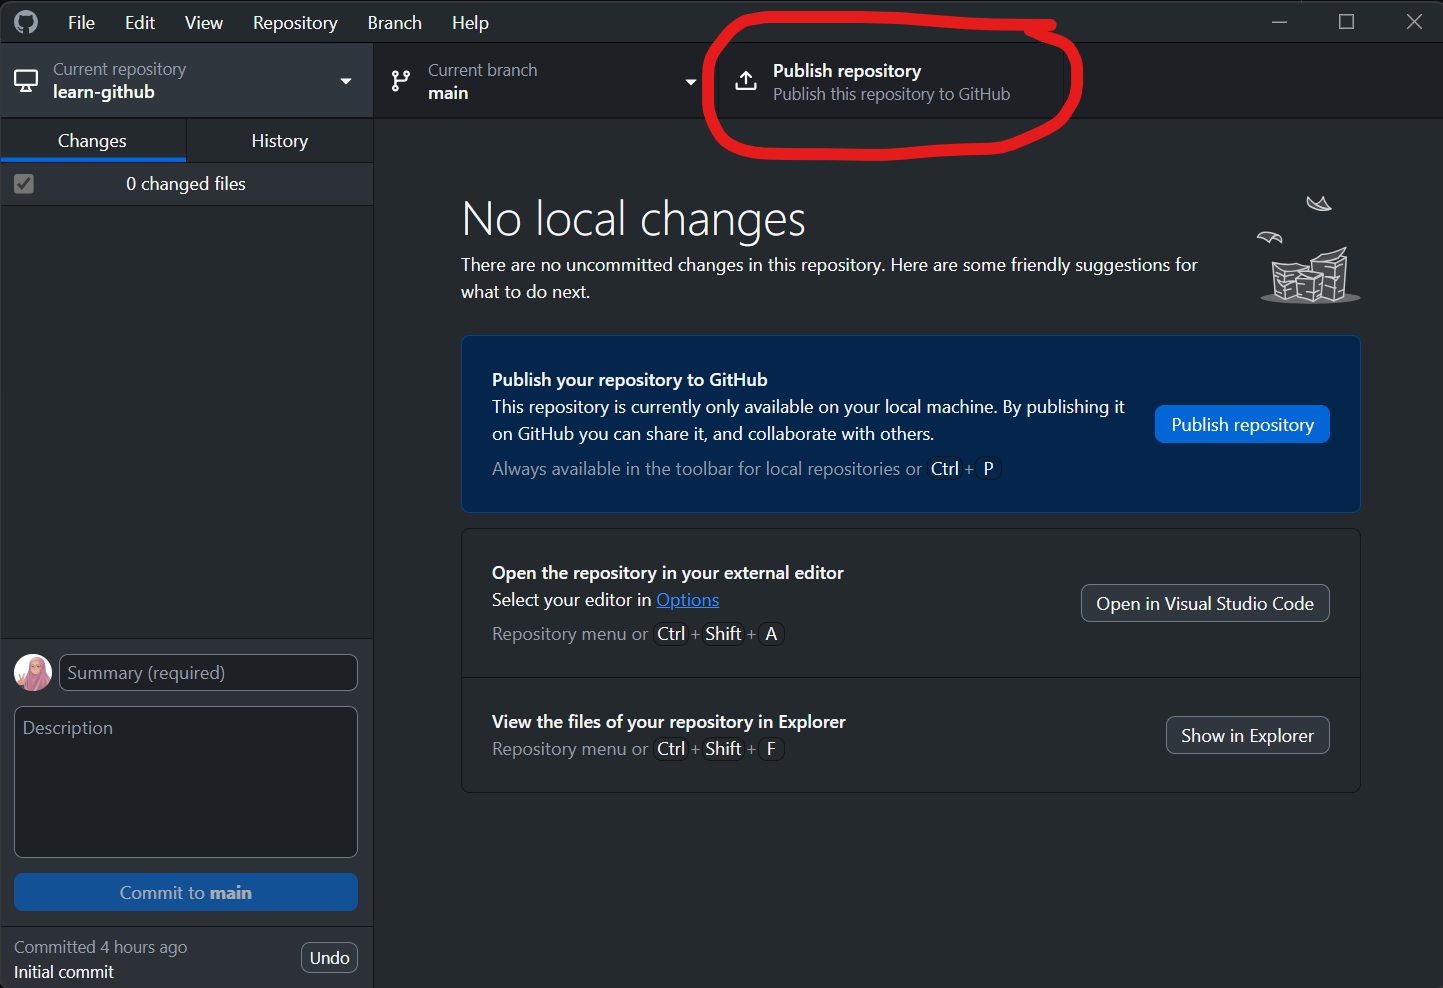 File Edit View Repository Branch Help
Current repository
learn-github
Current branch
main
Publish repository
Publish this repository to GitHub
Changes History
0 changed files
No local changes
There are no uncommitted changes in this repository. Here are some friendly suggestions for
what to do next.
Publish your repository to GitHub
This repository is currently only available on your local machine. By publishing it
on GitHub you can share it, and collaborate with others.
Always available in the toolbar for local repositories or Ctrl + P
Publish repository
Open the repository in your external editor
Select your editor in Options
Repository menu or Ctrl + Shift + A
Open in Visual Studio Code
View the files of your repository in Explorer
Repository menu or Ctrl + Shift + F
Show in Explorer
Summary (required)
Description
Commit to main
Committed 4 hours ago
Initial commit
Undo